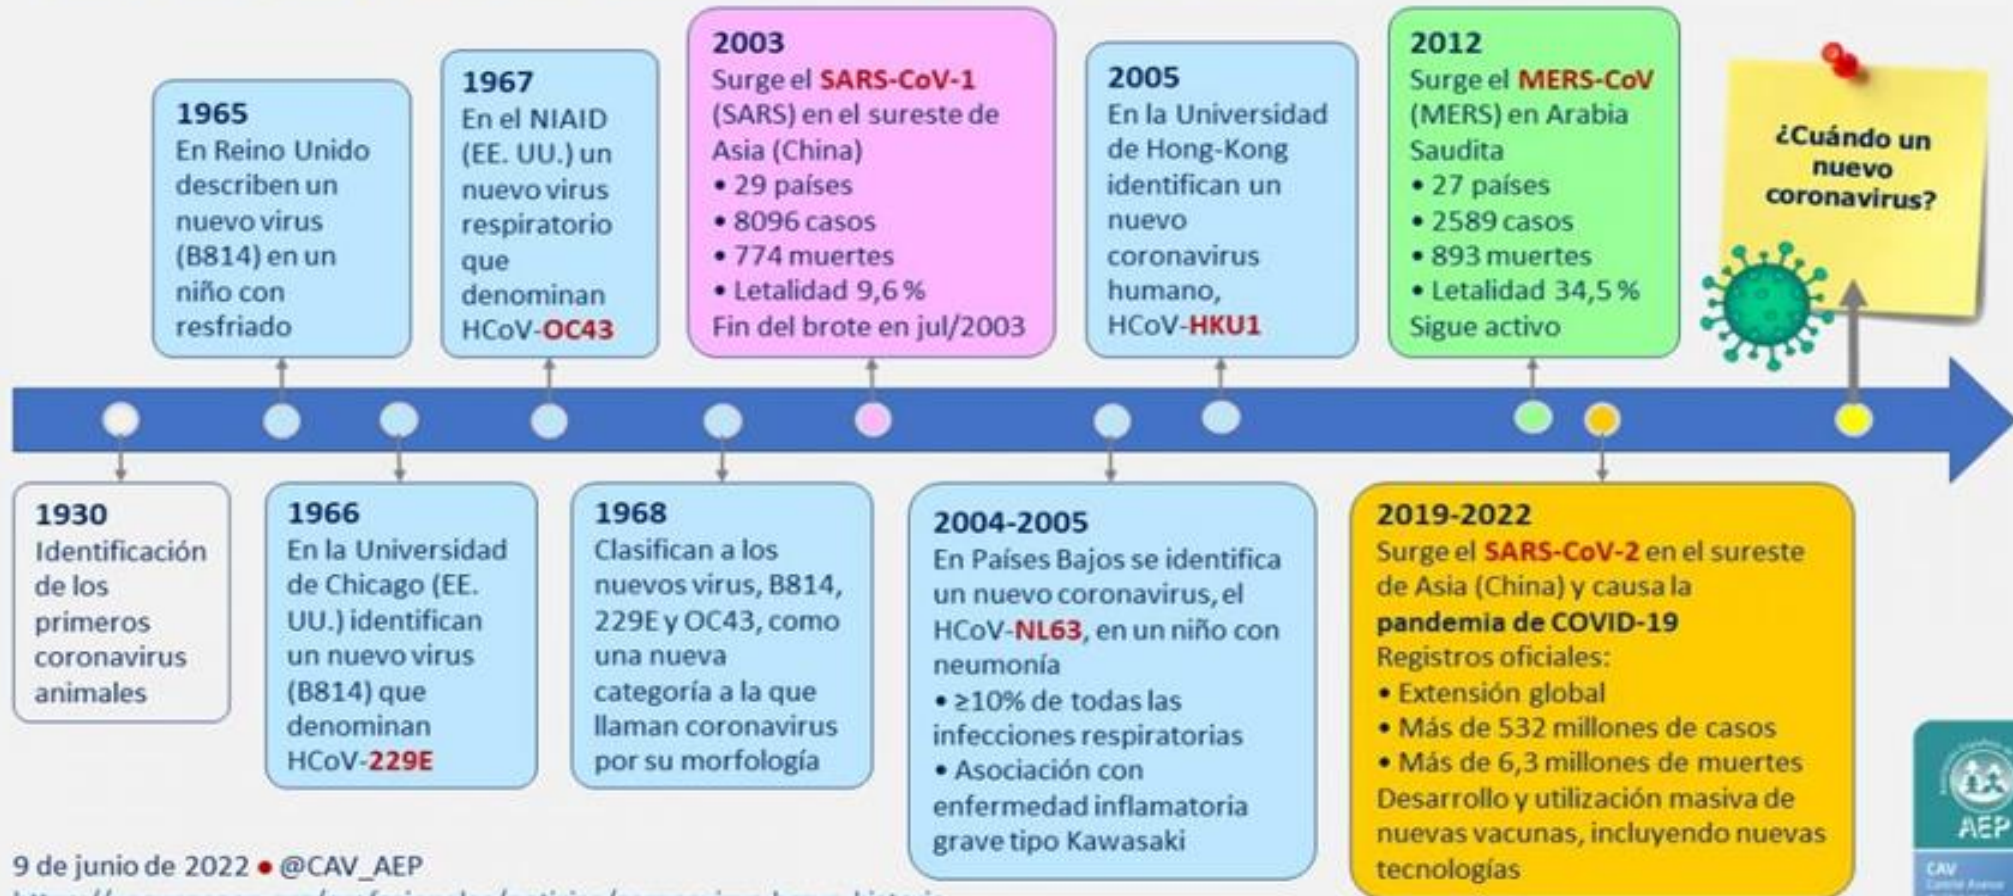 1930
Identificación
de los
primeros
coronavirus
animales
1965
En Reino Unido
describen un
nuevo virus
(B814) en un
niño con
resfriado
1966
En la Universidad
de Chicago (EE.
UU.) identifican
un nuevo virus
(B814) que
denominan
HCoV-229E
1967
En el NIAID
(EE. UU.) un
nuevo virus
respiratorio
que
denominan
HCoV-OC43
1968
Clasifican a los
nuevos virus, B814,
229E y OC43, como
una nueva
categoría a la que
llaman coronavirus
por su morfología
2003
Surge el SARS-CoV-1
(SARS) en el sureste de
Asia (China)
• 29 países
• 8096 casos
• 774 muertes
• Letalidad 9,6 %
Fin del brote en jul/2003
2004-2005
En Países Bajos se identifica
un nuevo coronavirus, el
HCoV-NL63, en un niño con
neumonía
• ≥10% de todas las
infecciones respiratorias
• Asociación con
enfermedad inflamatoria
grave tipo Kawasaki
2005
En la Universidad
de Hong-Kong
identifican un
nuevo
coronavirus
humano,
HCoV-HKU1
2012
Surge el MERS-CoV
(MERS) en Arabia
Saudita
• 27 países
• 2589 casos
• 893 muertes
• Letalidad 34,5 %
Sigue activo
2019-2022
Surge el SARS-CoV-2 en el sureste
de Asia (China) y causa la
pandemia de COVID-19
Registros oficiales:
• Extensión global
• Más de 532 millones de casos
• Más de 6,3 millones de muertes
Desarrollo y utilización masiva de
nuevas vacunas, incluyendo nuevas
tecnologías
¿Cuándo un
nuevo
coronavirus?
9 de junio de 2022 • @CAV_AEP
AEP
CAV